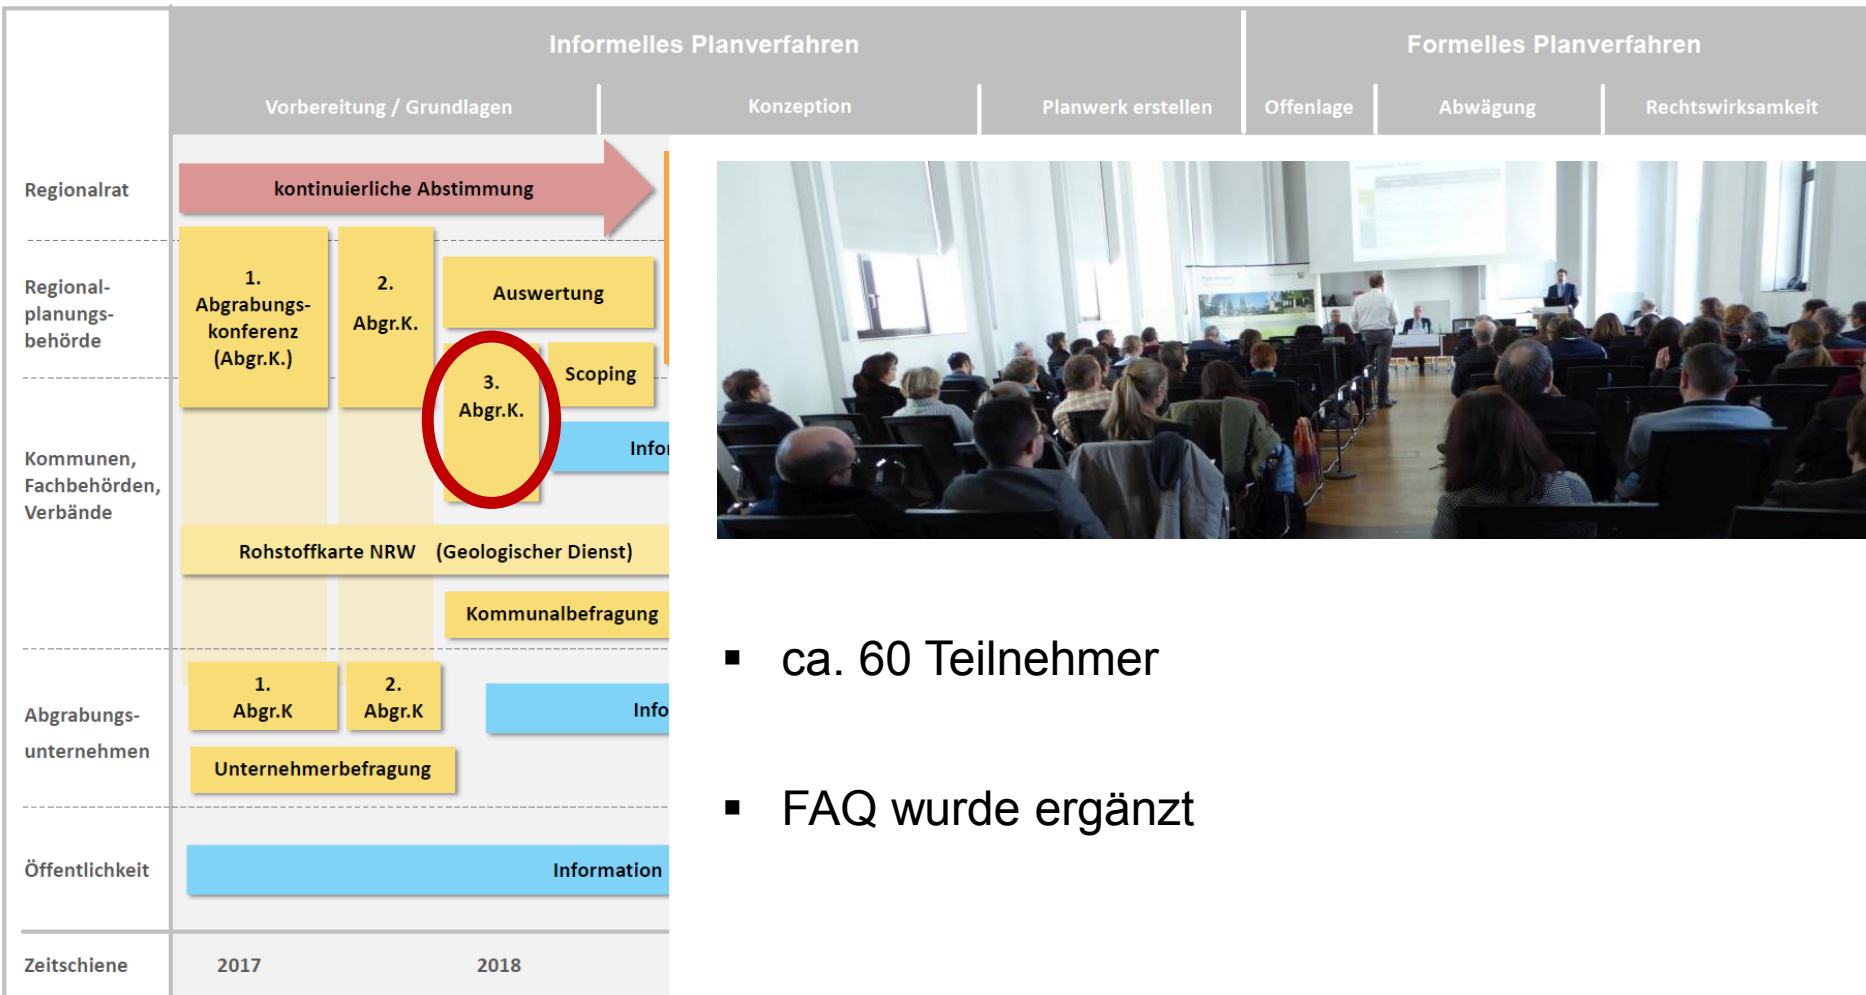 Informelles Planverfahren
Formelles Planverfahren
Vorbereitung / Grundlagen
Konzeption
Planwerk erstellen
Offenlage
Abwägung
Rechtswirksamkeit
Regionalrat
kontinuierliche Abstimmung
Regional-
planungs-
behörde
1.
Abgrabungs-
konferenz
(Abgr.K.)
2.
Abgr.K.
Auswertung
3.
Abgr.K.
Scoping
Kommunen,
Fachbehörden,
Verbände
Infor
Rohstoffkarte NRW (Geologischer Dienst)
Kommunalbefragung
Abgrabungs-
unternehmen
1.
Abgr.K
2.
Abgr.K
Info
Unternehmerbefragung
Öffentlichkeit
Information
Zeitschiene
2017
2018
▪ ca. 60 Teilnehmer
▪ FAQ wurde ergänzt